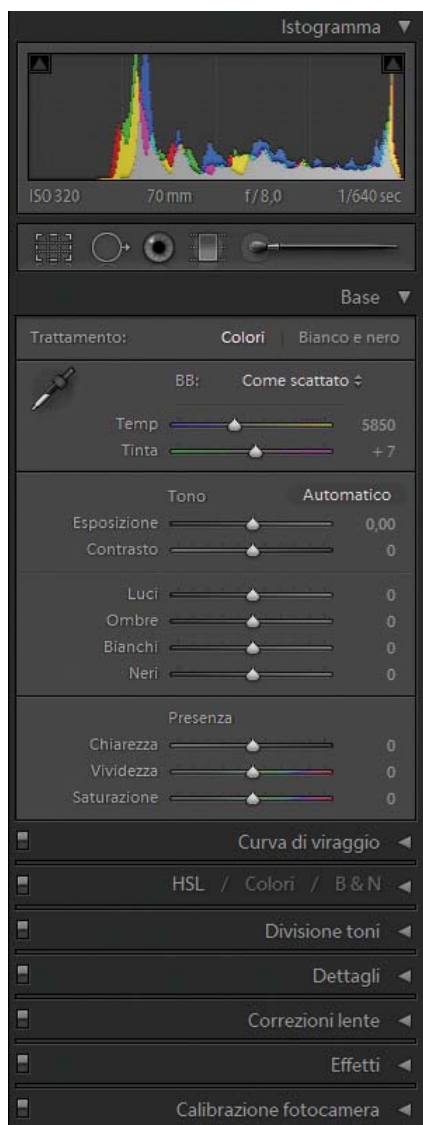 Istogramma
ISO 320 70 mm f / 8,0 1/640 sec
Base
Trattamento: Colori Bianco e nero
BB: Come scattato
Temp 5850
Tinta + 7
Tono Automatico
Esposizione 0,00
Contrasto 0
Luci 0
Ombre 0
Bianchi 0
Neri 0
Presenza
Chiarezza 0
Vividezza 0
Saturazione 0
Curva di viraggio
HSL / Colori / B & N
Divisione toni
Dettagli
Correzioni lente
Effetti
Calibrazione fotocamera